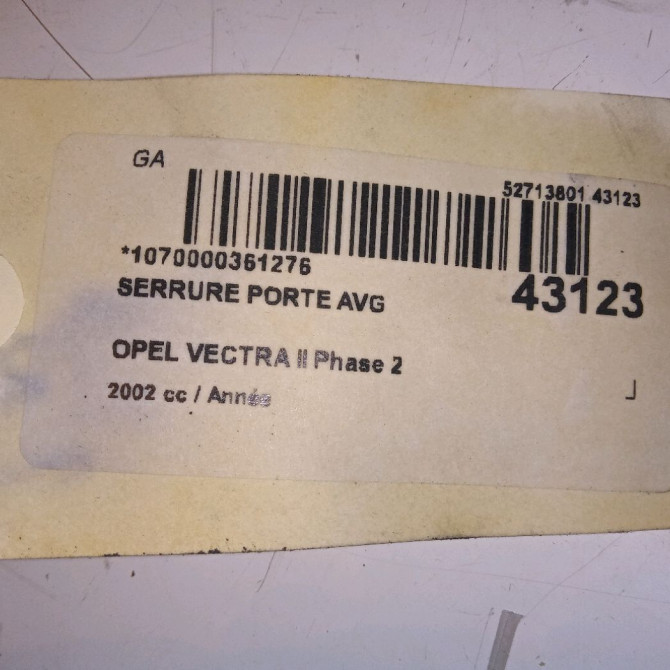 GA
52713801 43123
*1070000361276
43123
SERRURE PORTE AVG
OPEL VECTRA II Phase 2
2002 cc / Année